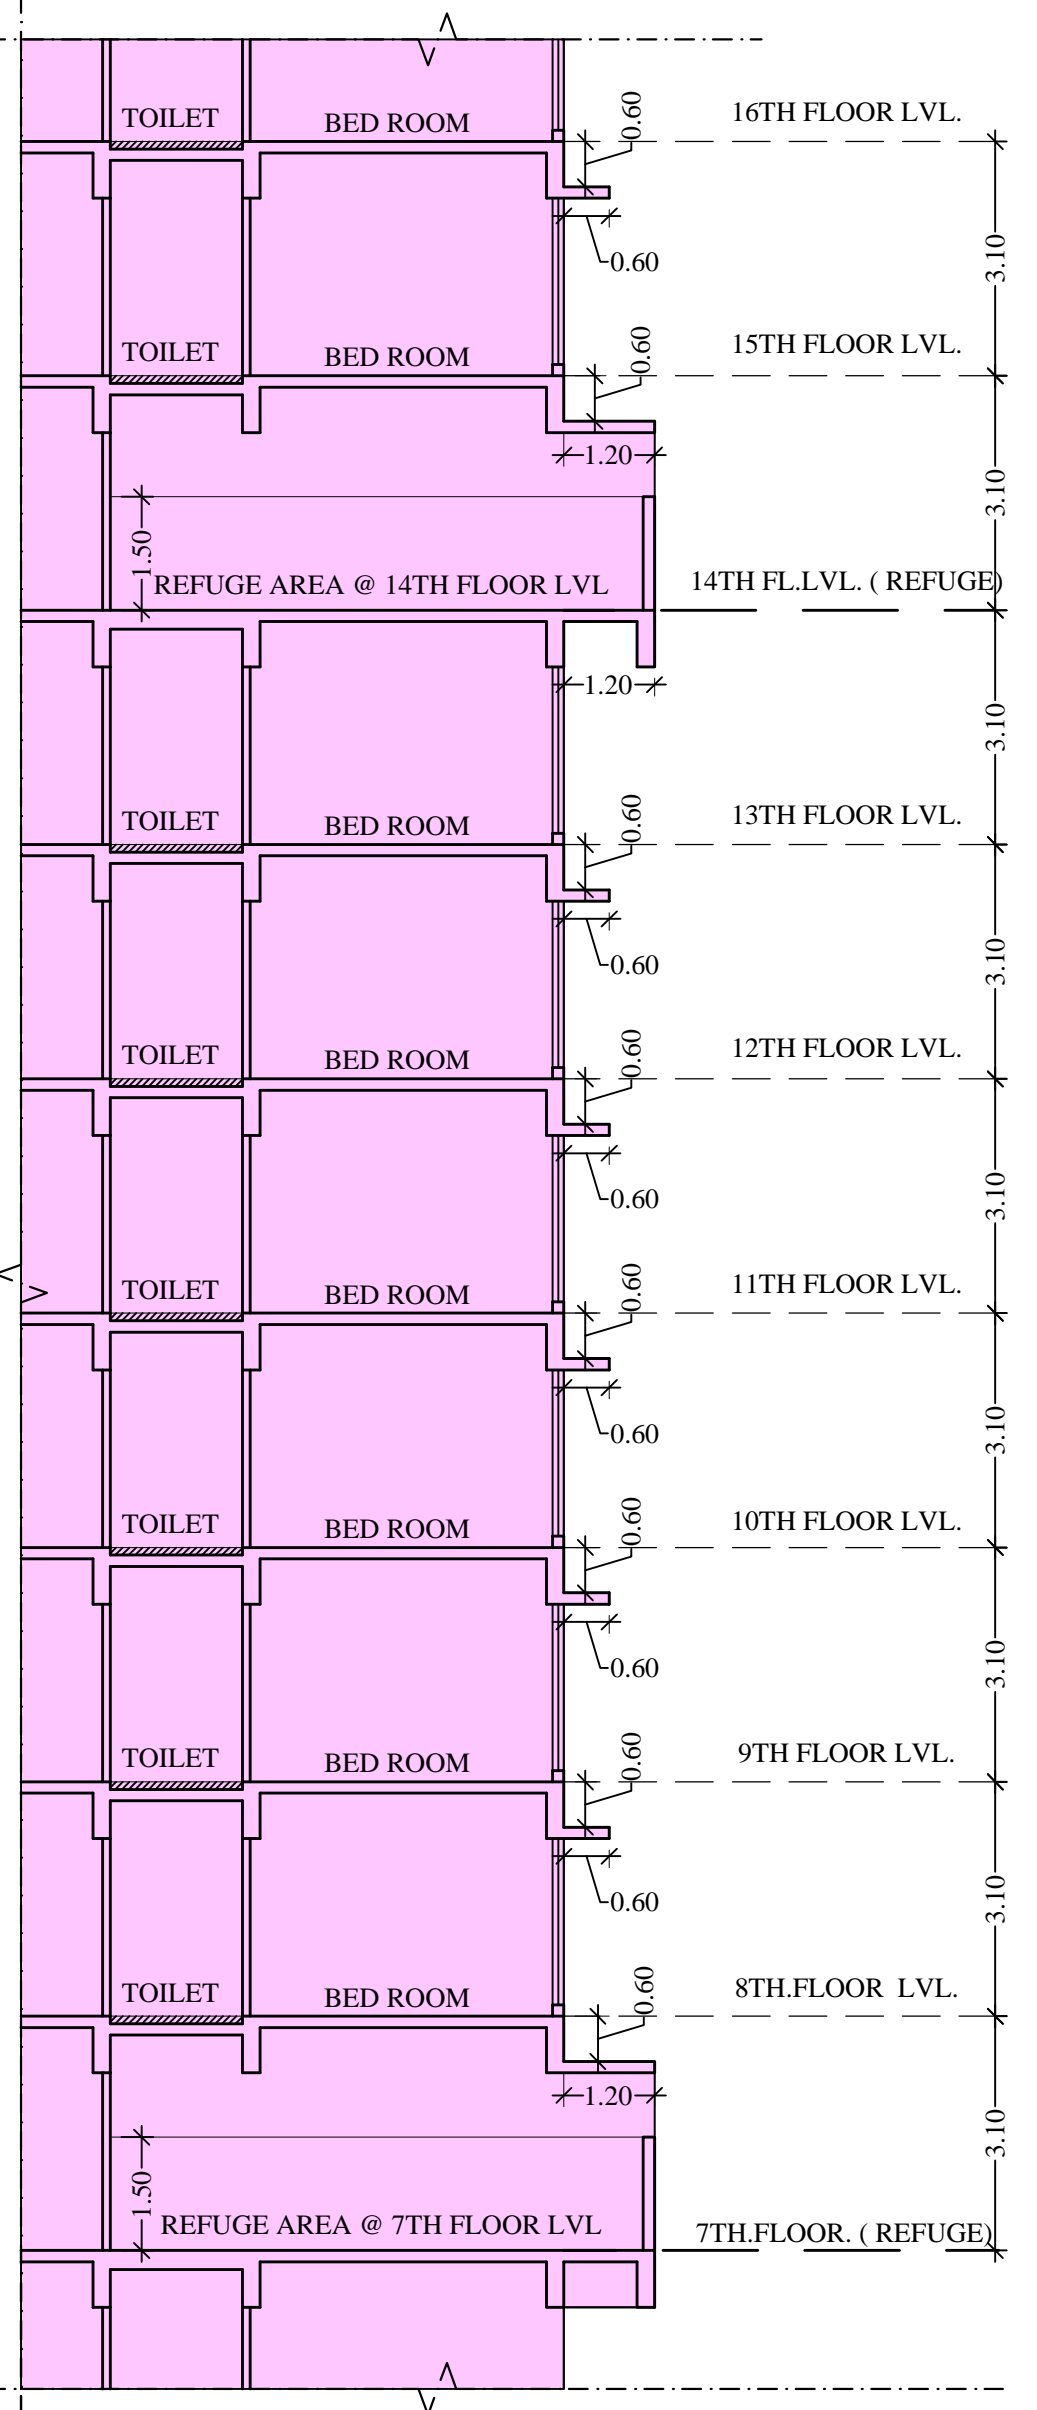 TOILET
BED ROOM
0.60
16TH FLOOR LVL.
0.60
3.10
TOILET
BED ROOM
0.60
15TH FLOOR LVL.
1.20
3.10
1.50
REFUGE AREA @ 14TH FLOOR LVL
14TH FL.LVL. ( REFUGE)
1.20
3.10
TOILET
BED ROOM
0.60
13TH FLOOR LVL.
0.60
3.10
TOILET
BED ROOM
0.60
12TH FLOOR LVL.
0.60
3.10
TOILET
BED ROOM
0.60
11TH FLOOR LVL.
0.60
3.10
TOILET
BED ROOM
0.60
10TH FLOOR LVL.
0.60
3.10
TOILET
BED ROOM
0.60
9TH FLOOR LVL.
0.60
3.10
TOILET
BED ROOM
0.60
8TH.FLOOR LVL.
1.20
3.10
1.50
REFUGE AREA @ 7TH FLOOR LVL
7TH.FLOOR. ( REFUGE)